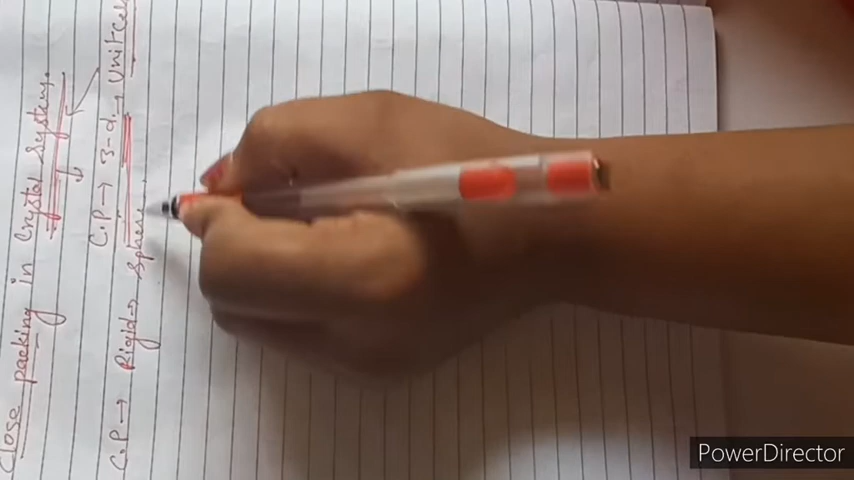 Close packing in Crystal System.
C.P → 3-d → Unit Cell
C.P → Rigid → Sphere
PowerDirector